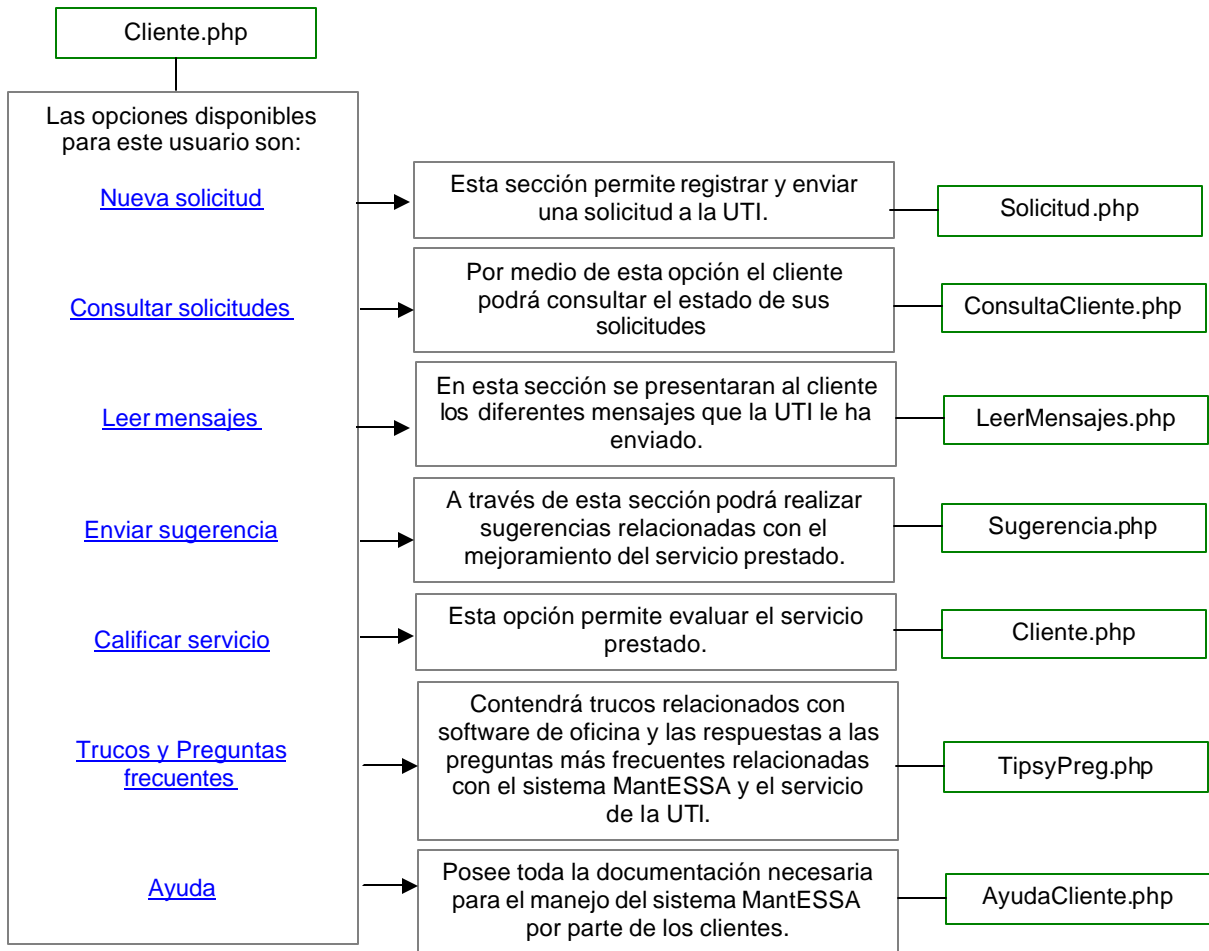 Cliente.php
Las opciones disponibles
para este usuario son:
Nueva solicitud
Esta sección permite registrar y enviar
una solicitud a la UTI.
Solicitud.php
Consultar solicitudes
Por medio de esta opción el cliente
podrá consultar el estado de sus
solicitudes
ConsultaCliente.php
Leer mensajes
En esta sección se presentaran al cliente
los diferentes mensajes que la UTI le ha
enviado.
LeerMensajes.php
Enviar sugerencia
A través de esta sección podrá realizar
sugerencias relacionadas con el
mejoramiento del servicio prestado.
Sugerencia.php
Calificar servicio
Esta opción permite evaluar el servicio
prestado.
Cliente.php
Trucos y Preguntas
frecuentes
Contendrá trucos relacionados con
software de oficina y las respuestas a las
preguntas más frecuentes relacionadas
con el sistema MantESSA y el servicio
de la UTI.
TipsyPreg.php
Ayuda
Posee toda la documentación necesaria
para el manejo del sistema MantESSA
por parte de los clientes.
AyudaCliente.php